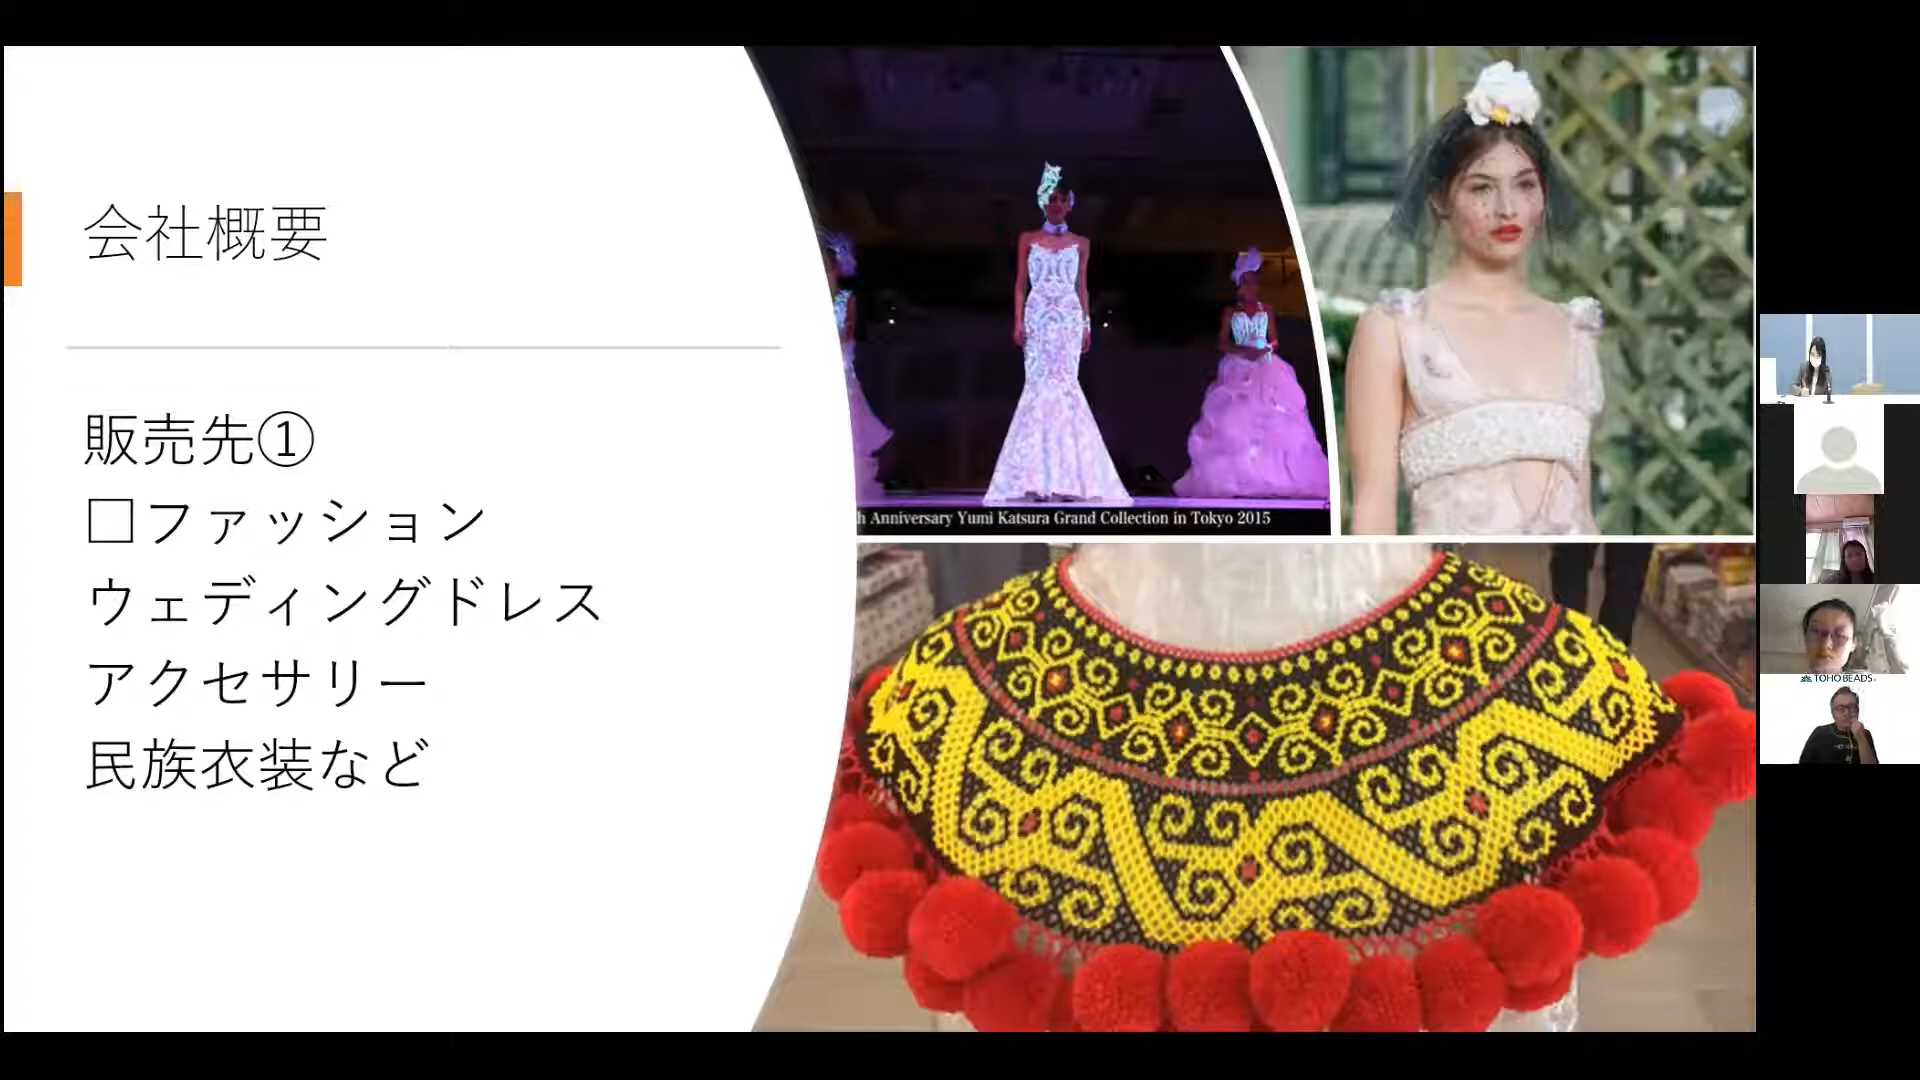 会社概要
販売先①
□ファッション
ウェディングドレス
アクセサリー
民族衣装など
h Anniversary Yumi Katsura Grand Collection in Tokyo 2015
TOHO BEADS